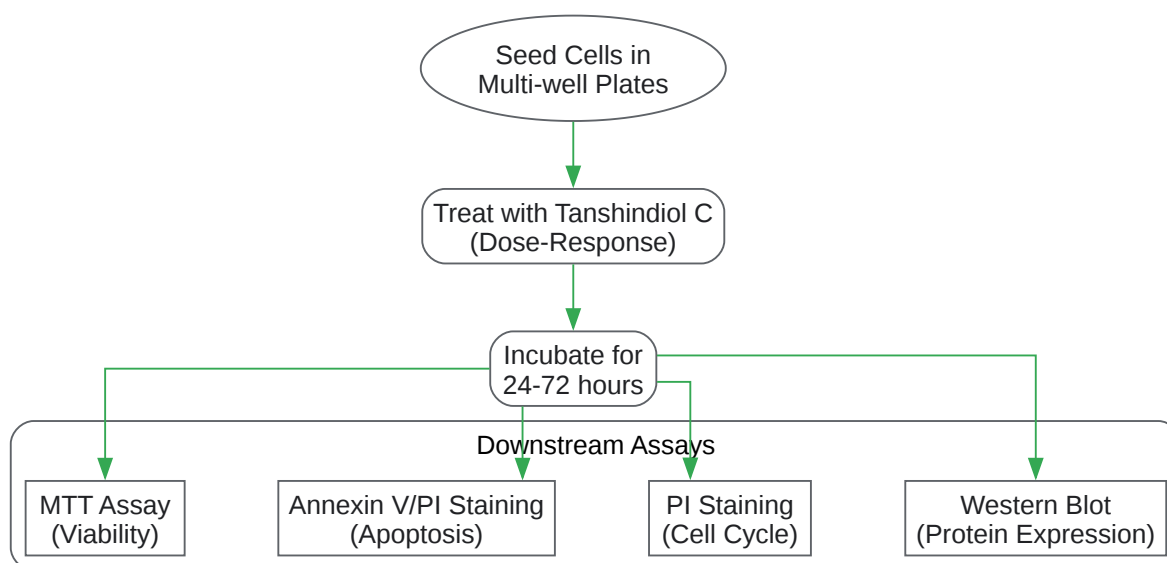 Seed Cells in
Multi-well Plates
Treat with Tanshindiol C
(Dose-Response)
Incubate for
24-72 hours
Downstream Assays
MTT Assay
(Viability)
Annexin V/PI Staining
(Apoptosis)
PI Staining
(Cell Cycle)
Western Blot
(Protein Expression)